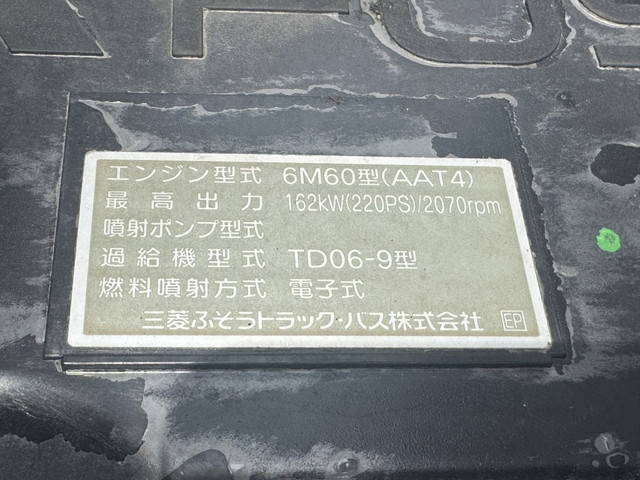 エンジン型式 6M60型(AAT4)
最高出力 162kW(220PS)/2070rpm
噴射ポンプ型式
過給機型式 TD06-9型
燃料噴射方式 電子式
三菱ふそうトラック・バス株式会社 EP